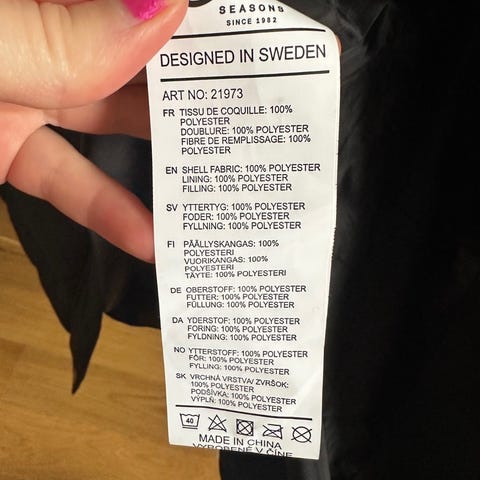 SEASONS
SINCE 1982
DESIGNED IN SWEDEN
ART NO: 21973
FR TISSU DE COQUILLE: 100%
POLYESTER
DOUBLURE: 100% POLYESTER
FIBRE DE REMPLISSAGE: 100%
POLYESTER
EN SHELL FABRIC: 100% POLYESTER
LINING: 100% POLYESTER
FILLING: 100% POLYESTER
SV YTTERTYG: 100% POLYESTER
FODER: 100% POLYESTER
FYLLNING: 100% POLYESTER
FI PÄÄLLYSKANGAS: 100%
POLYESTERI
VUORIKANGAS: 100%
POLYESTERI
TÄYTE: 100% POLYESTERI
DE OBERSTOFF: 100% POLYESTER
FUTTER: 100% POLYESTER
FÜLLUNG: 100% POLYESTER
DA YDERSTOF: 100% POLYESTER
FORING: 100% POLYESTER
FYLDNING: 100% POLYESTER
NO YTTERSTOFF: 100% POLYESTER
FÔR: 100% POLYESTER
FYLLING: 100% POLYESTER
SK VRCHNÁ VRSTVA/ ZVRŠOK:
100% POLYESTER
PODŠÍVKA: 100% POLYESTER
VÝPLŇ: 100% POLYESTER
40
MADE IN CHINA
VYROBENÉ V ČÍNE